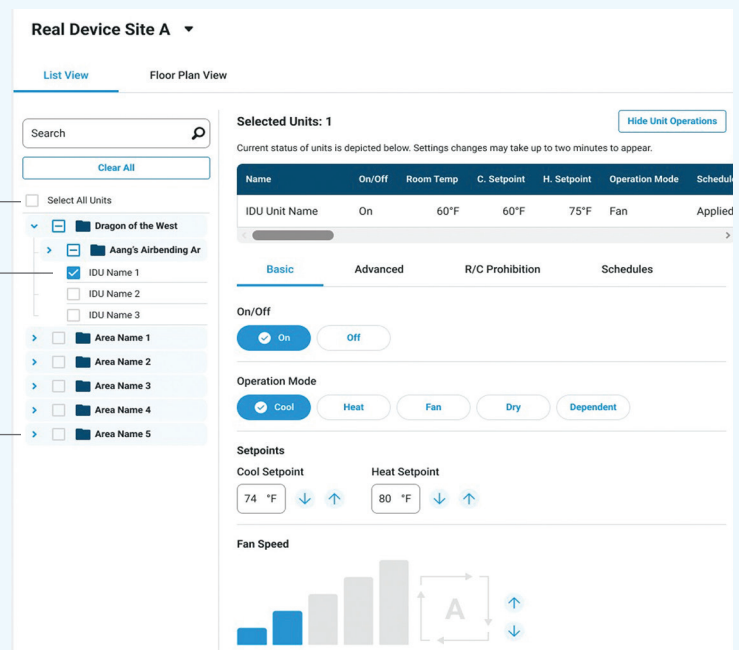 Real Device Site A
List View Floor Plan View
Search
Clear All
Select All Units
Dragon of the West
Aang's Airbending Ar
IDU Name 1
IDU Name 2
IDU Name 3
Area Name 1
Area Name 2
Area Name 3
Area Name 4
Area Name 5
Selected Units: 1
Hide Unit Operations
Current status of units is depicted below. Settings changes may take up to two minutes to appear.
Name On/Off Room Temp C. Setpoint H. Setpoint Operation Mode Schedul
IDU Unit Name On 60°F 60°F 75°F Fan Applied
Basic Advanced R/C Prohibition Schedules
On/Off
On Off
Operation Mode
Cool Heat Fan Dry Dependent
Setpoints
Cool Setpoint Heat Setpoint
74 °F 80 °F
Fan Speed
A